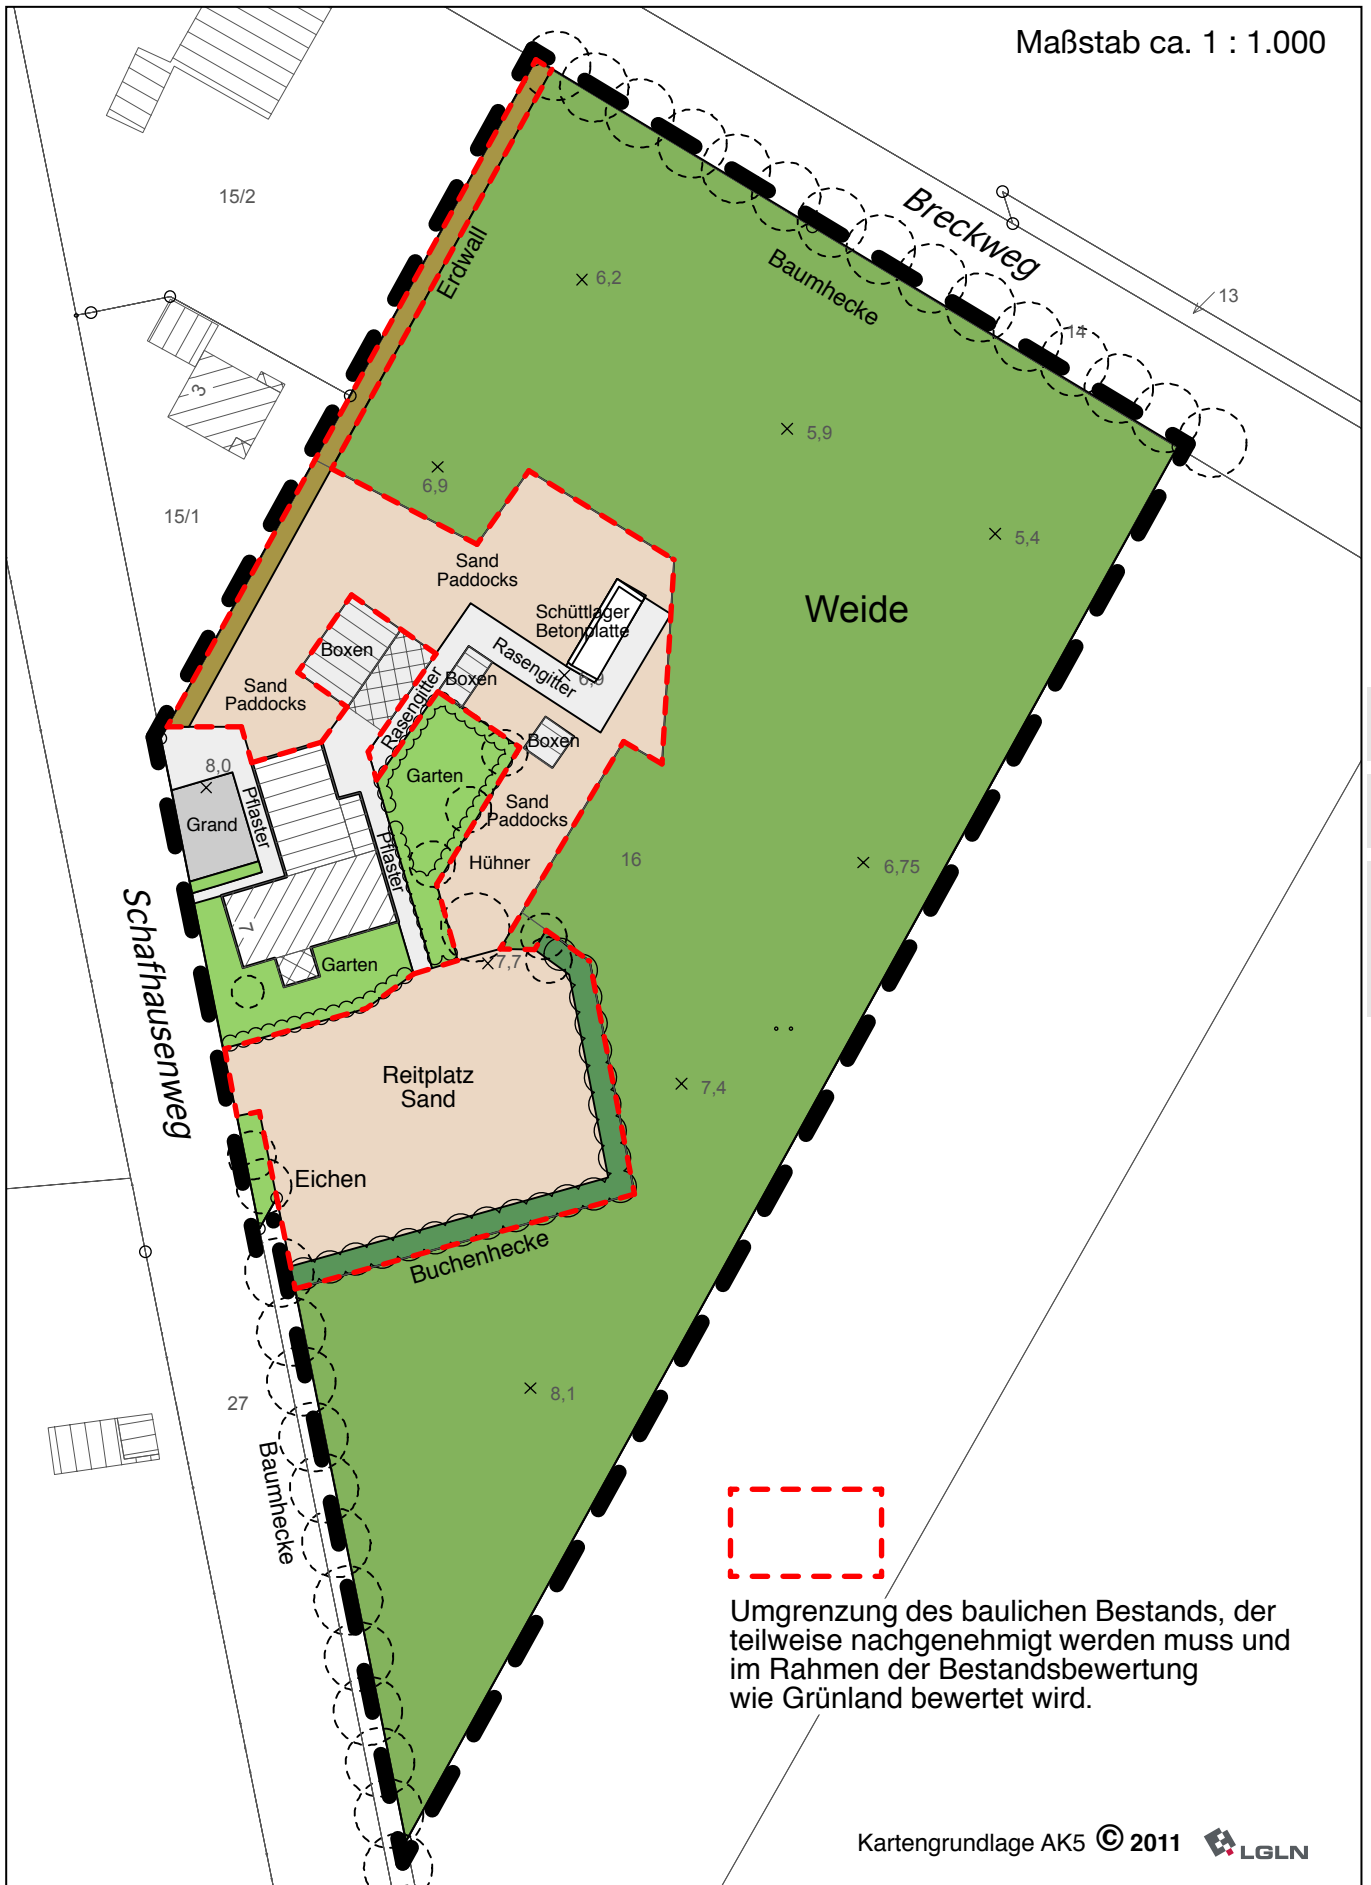 Maßstab ca. 1 : 1.000
15/2
Breckweg
Erdwall
Baumhecke
6,2
13
14
3
5,9
6,9
15/1
5,4
Sand
Paddocks
Schüttlager
Betonplatte
Weide
Boxen
Rasengitter
6,9
Boxen
Sand
Paddocks
Rasengitter
Boxen
8,0
Garten
Grand
Pflaster
Sand
Paddocks
Pflaster
Hühner
16
6,75
Schafhausenweg
7
Garten
7,7
Reitplatz
Sand
7,4
Eichen
Buchenhecke
8,1
27
Baumhecke
Umgrenzung des baulichen Bestands, der
teilweise nachgenehmigt werden muss und
im Rahmen der Bestandsbewertung
wie Grünland bewertet wird.
Kartengrundlage AK5 © 2011
LGLN